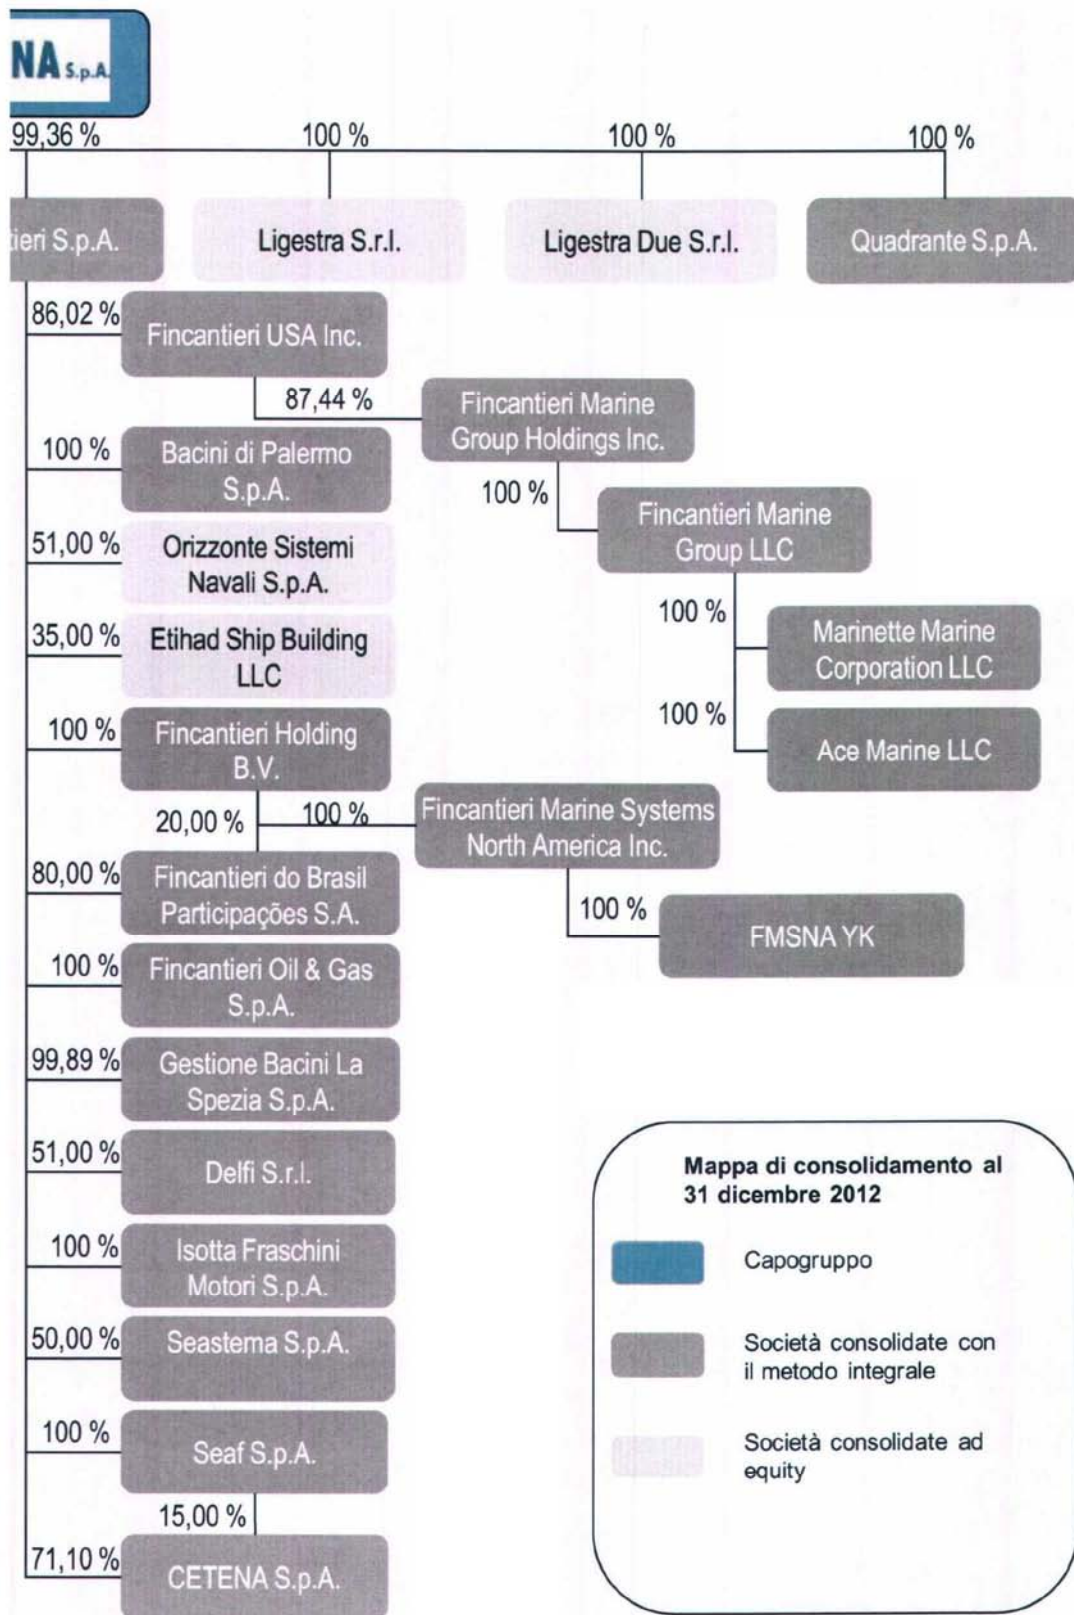 NA S.p.A.
99,36 % 100 % 100 % 100 %
tieri S.p.A. Ligestra S.r.l. Ligestra Due S.r.l. Quadrante S.p.A.
86,02 %
Fincantieri USA Inc.
87,44 %
Fincantieri Marine
Group Holdings Inc.
100 %
Bacini di Palermo
S.p.A.
100 %
Fincantieri Marine
Group LLC
51,00 %
Orizzonte Sistemi
Navali S.p.A.
100 %
Marinette Marine
Corporation LLC
35,00 %
Etihad Ship Building
LLC
100 %
Ace Marine LLC
100 %
Fincantieri Holding
B.V.
20,00 % 100 %
Fincantieri Marine Systems
North America Inc.
80,00 %
Fincantieri do Brasil
Participações S.A.
100 %
FMSNA YK
100 %
Fincantieri Oil & Gas
S.p.A.
99,89 %
Gestione Bacini La
Spezia S.p.A.
51,00 %
Delfi S.r.l.
100 %
Isotta Fraschini
Motori S.p.A.
50,00 %
Seastema S.p.A.
100 %
Seaf S.p.A.
15,00 %
71,10 %
CETENA S.p.A.
Mappa di consolidamento al
31 dicembre 2012
Capogruppo
Società consolidate con
il metodo integrale
Società consolidate ad
equity